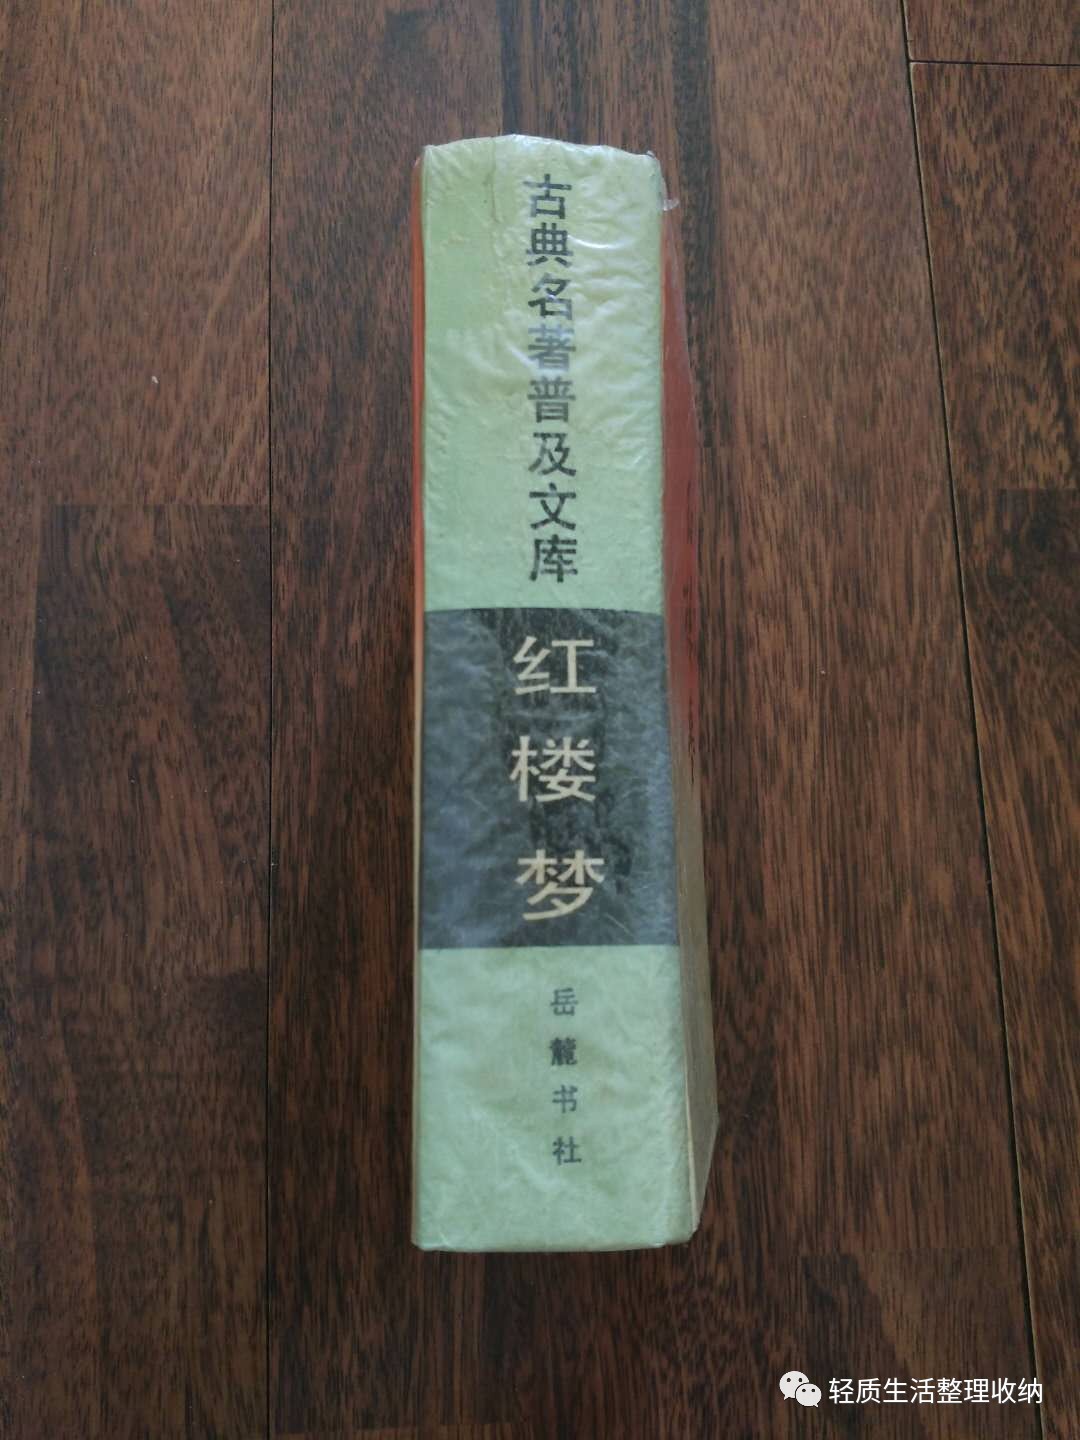 古典名著普及文库
红楼梦
岳麓书社
轻质生活整理收纳